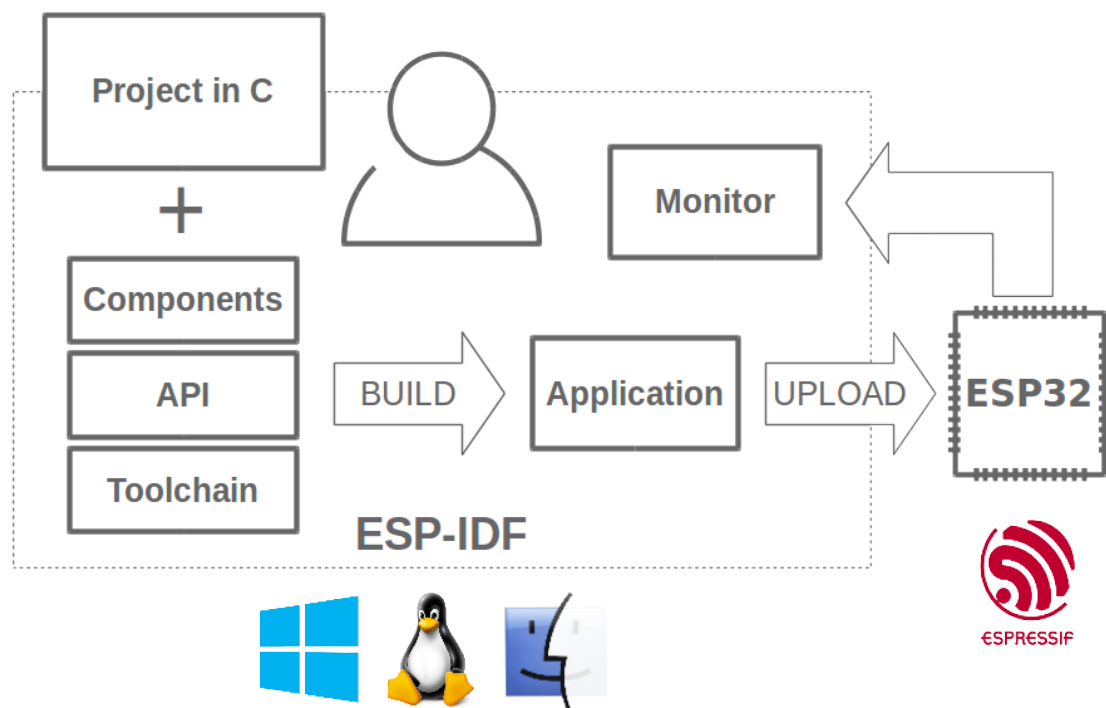 Project in C
+
Components
API
Toolchain
BUILD
Application
UPLOAD
Monitor
ESP32
ESP-IDF
ESPRESSIF